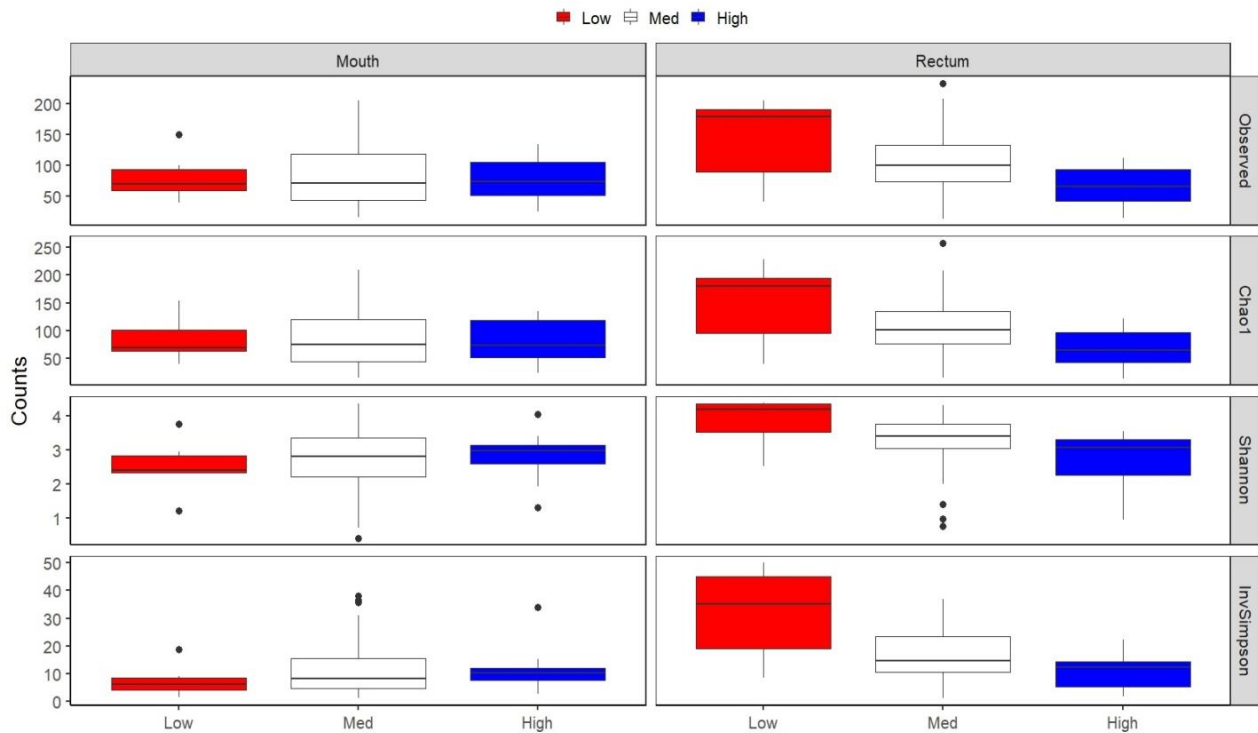 Low Med High
Mouth Rectum
200
150
100
50
Observed
250
200
150
100
50
Chao1
4
3
2
1
Shannon
50
40
30
20
10
0
InvSimpson
Counts
Low Med High Low Med High